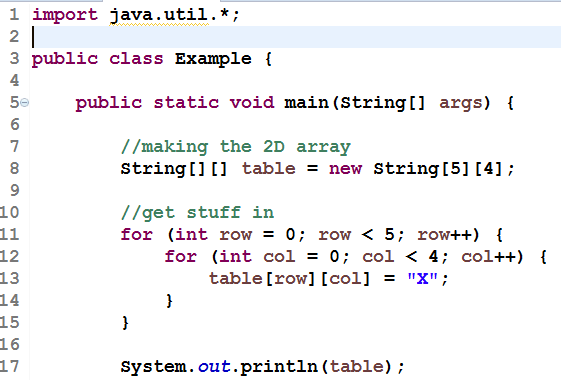 1 import java.util.*;
2
3 public class Example {
4
5 public static void main(String[] args) {
6
7 //making the 2D array
8 String[][] table = new String[5][4];
9
10 //get stuff in
11 for (int row = 0; row < 5; row++) {
12 for (int col = 0; col < 4; col++) {
13 table[row][col] = "X";
14 }
15 }
16
17 System.out.println(table);